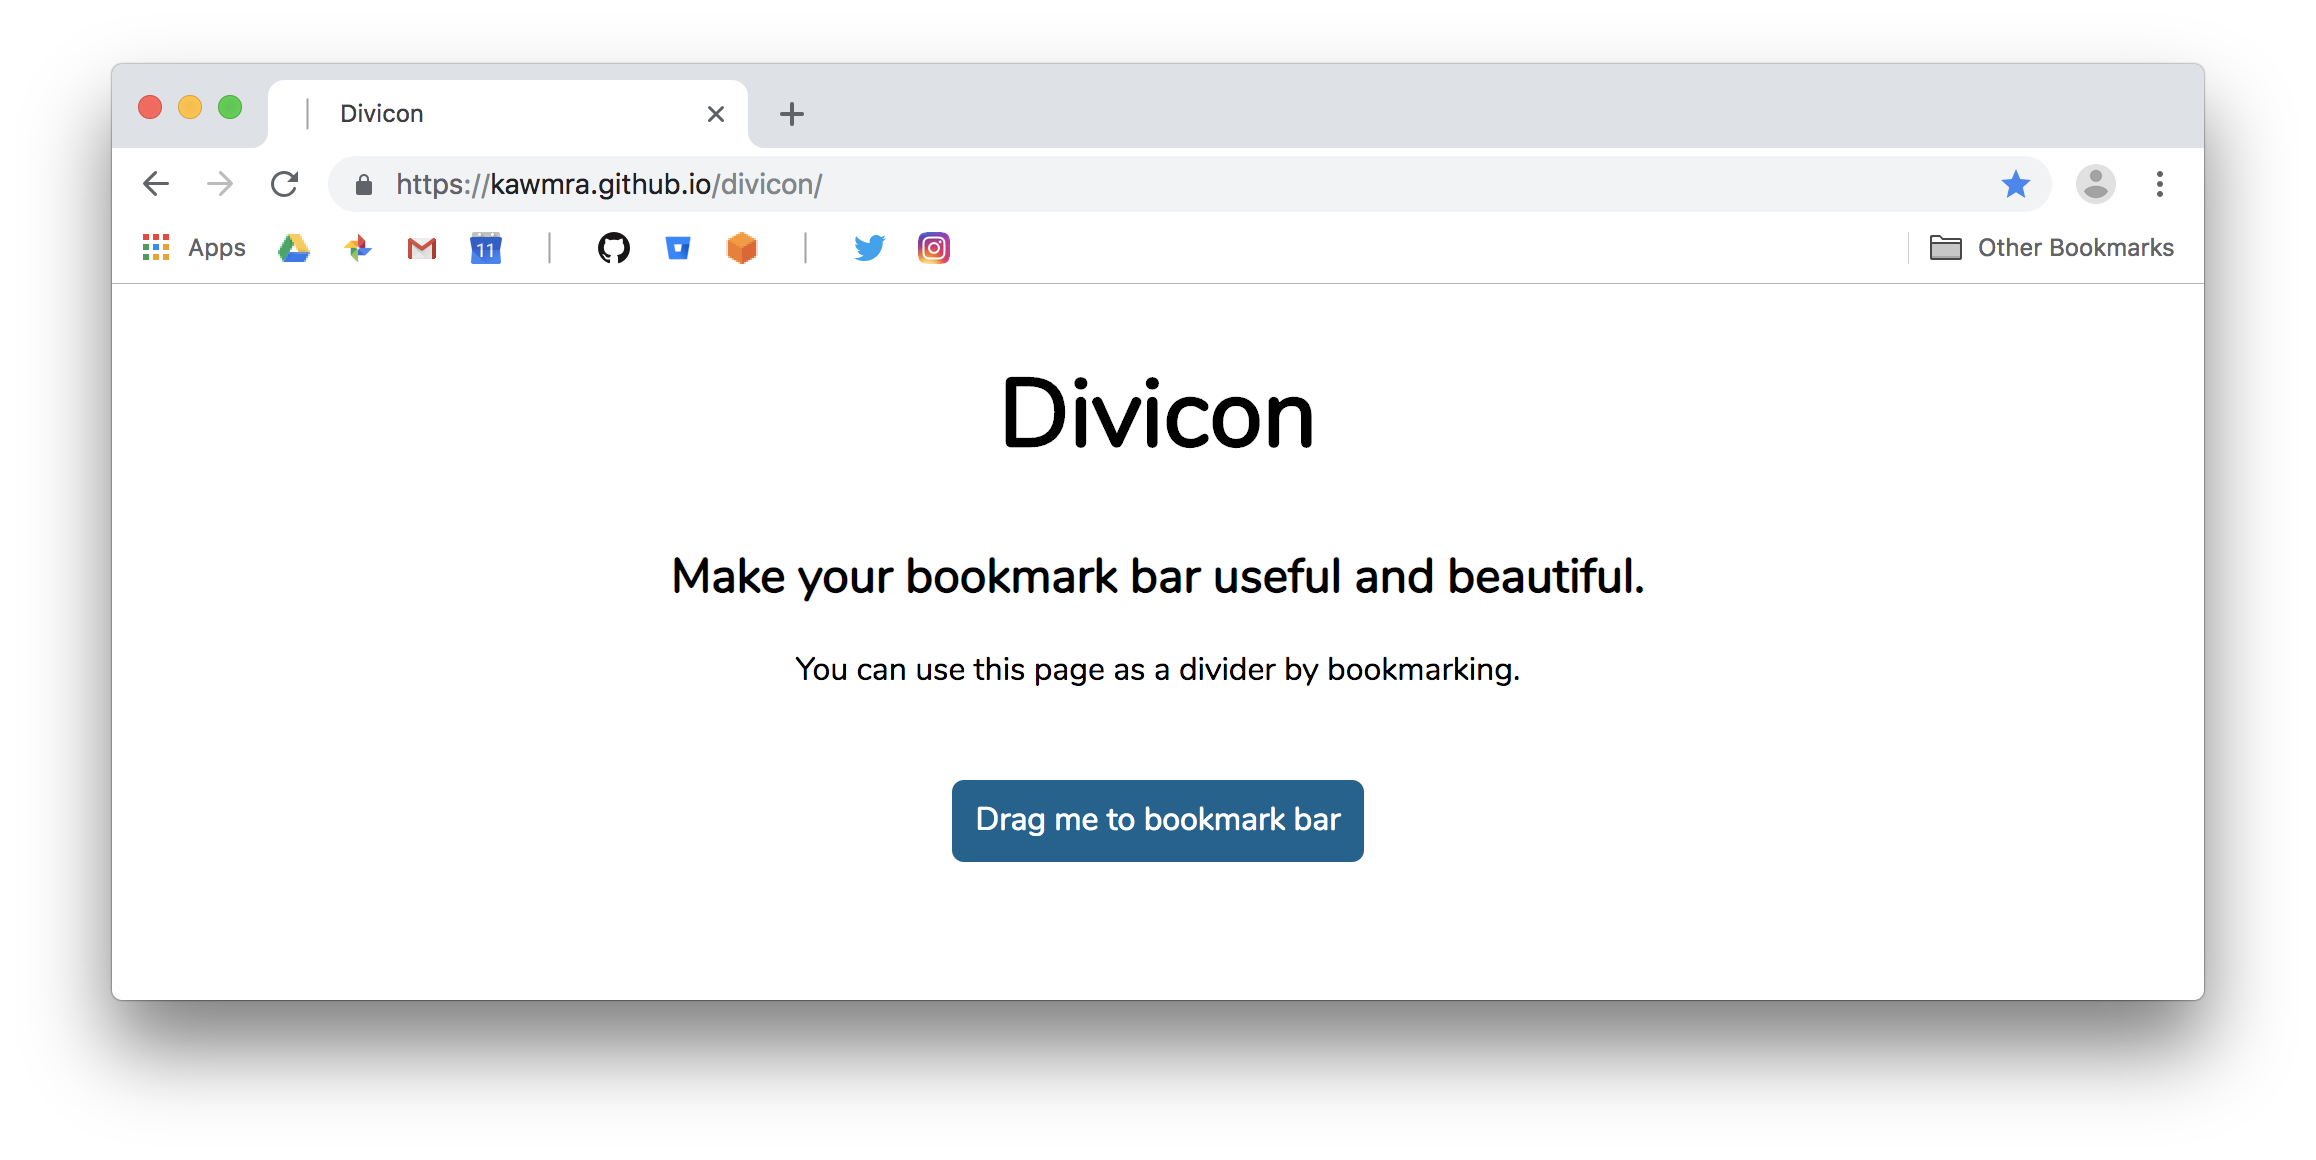 Divicon
https://kawmra.github.io/divicon/
Apps 11 Other Bookmarks
Divicon
Make your bookmark bar useful and beautiful.
You can use this page as a divider by bookmarking.
Drag me to bookmark bar